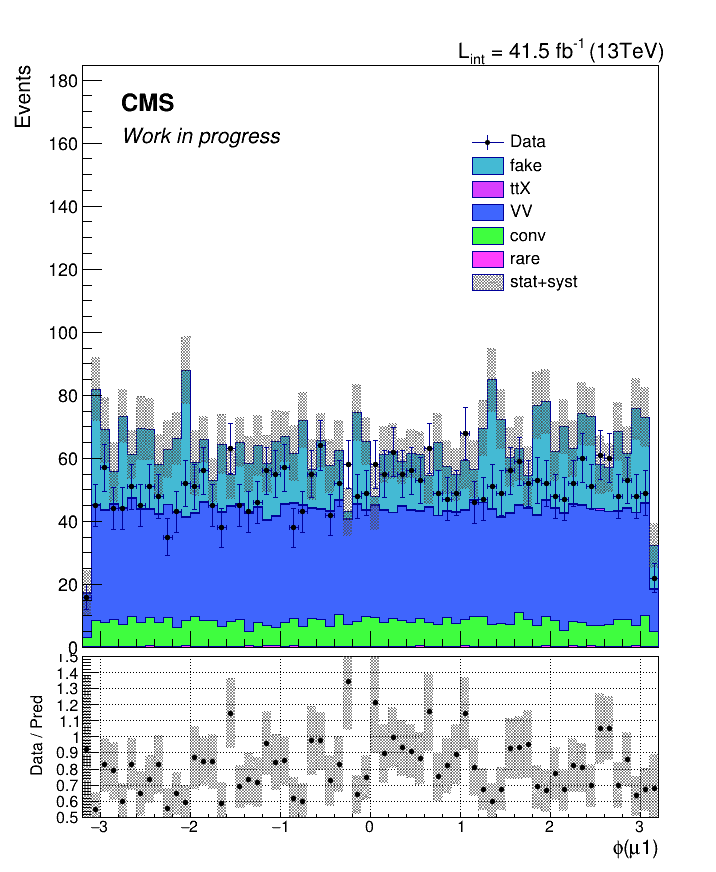 L_int = 41.5 fb^-1 (13TeV)
Events
CMS
Work in progress
Data
fake
ttX
VV
conv
rare
stat+syst
180
160
140
120
100
80
60
40
20
0
Data / Pred
1.5
1.4
1.3
1.2
1.1
1
0.9
0.8
0.7
0.6
0.5
−3 −2 −1 0 1 2 3
ϕ(μ1)